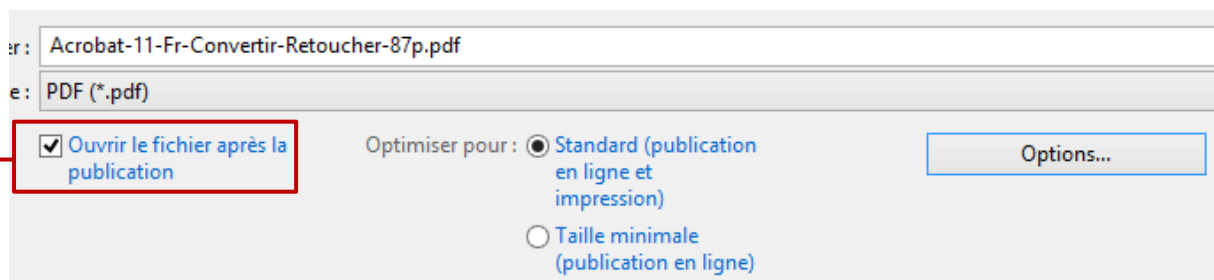 er : Acrobat-11-Fr-Convertir-Retoucher-87p.pdf
e : PDF (*.pdf)
Ouvrir le fichier après la
publication
Optimiser pour :
Standard (publication
en ligne et
impression)
Taille minimale
(publication en ligne)
Options...